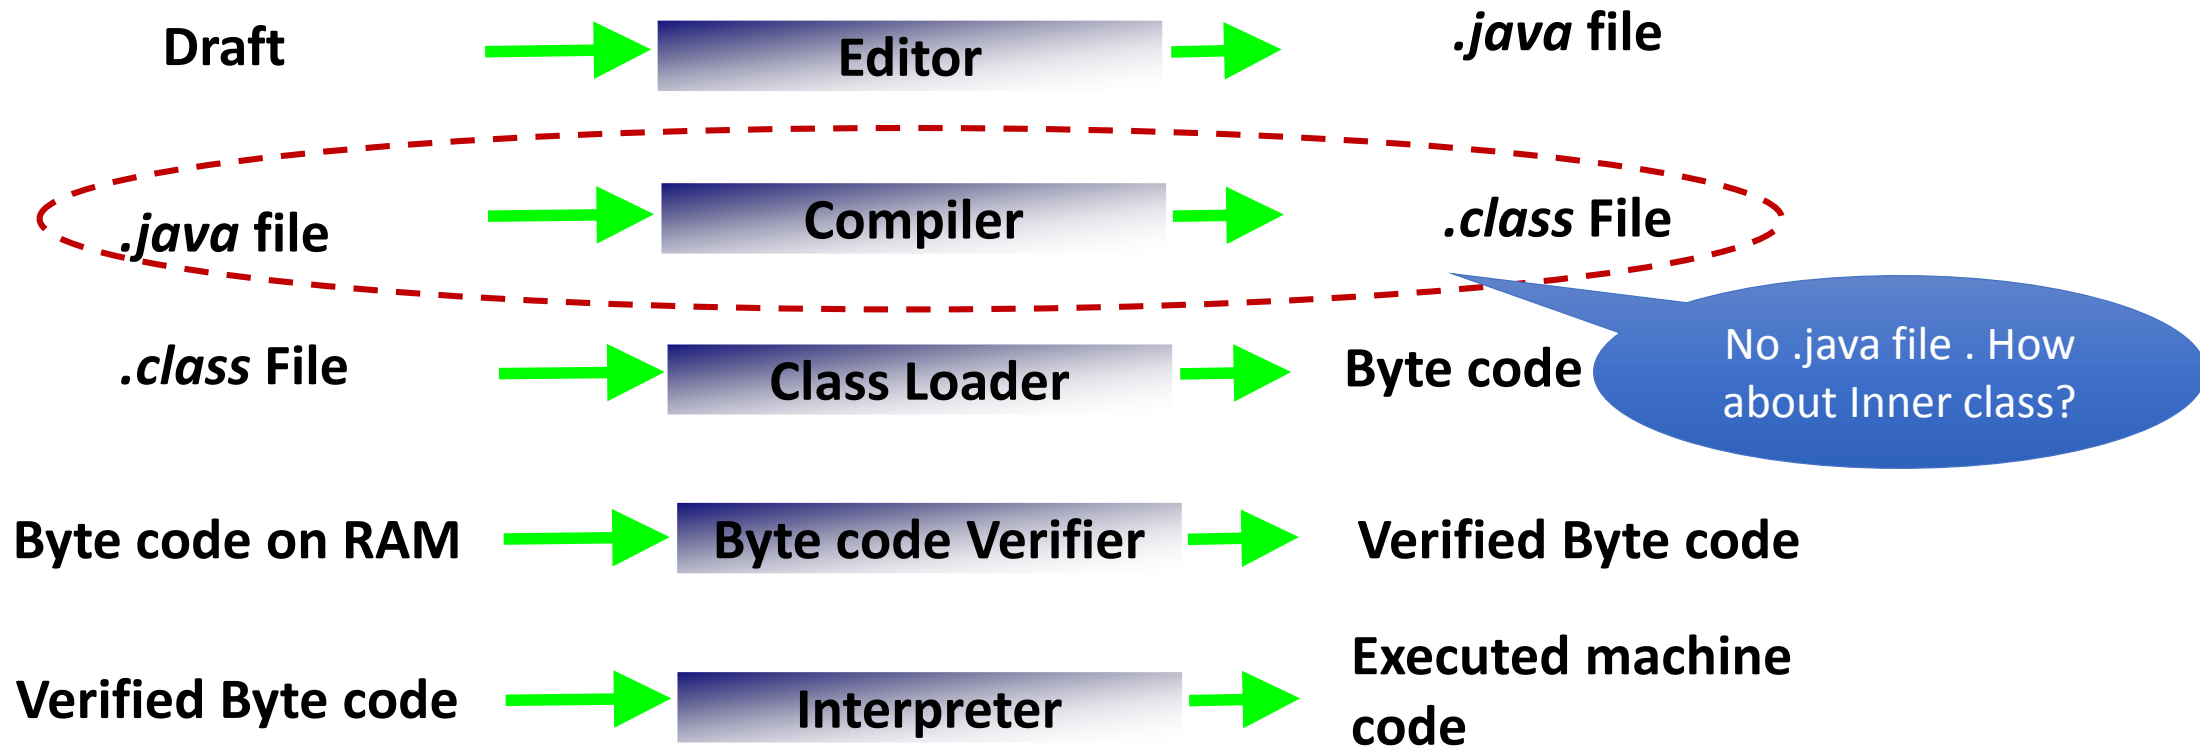 Draft
Editor
.java file
.java file
Compiler
.class File
.class File
Class Loader
Byte code
No .java file . How
about Inner class?
Byte code on RAM
Byte code Verifier
Verified Byte code
Verified Byte code
Interpreter
Executed machine
code